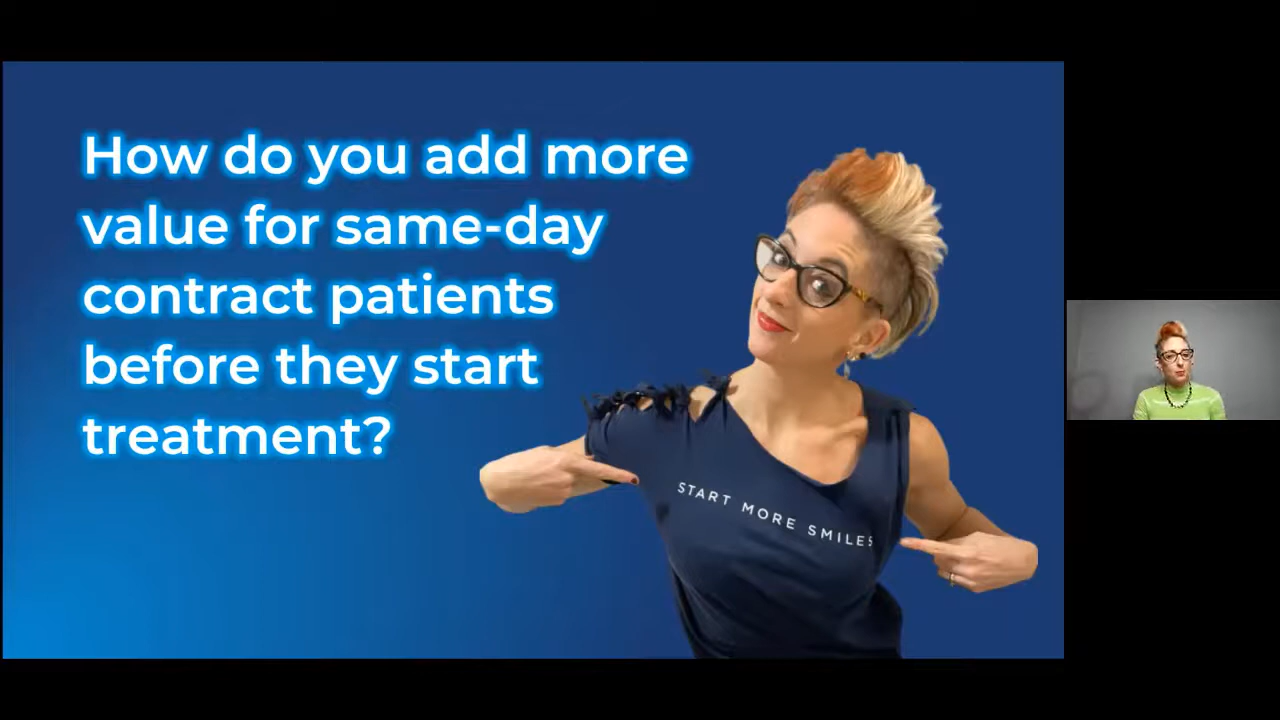 How do you add more
value for same-day
contract patients
before they start
treatment?
START MORE SMILES